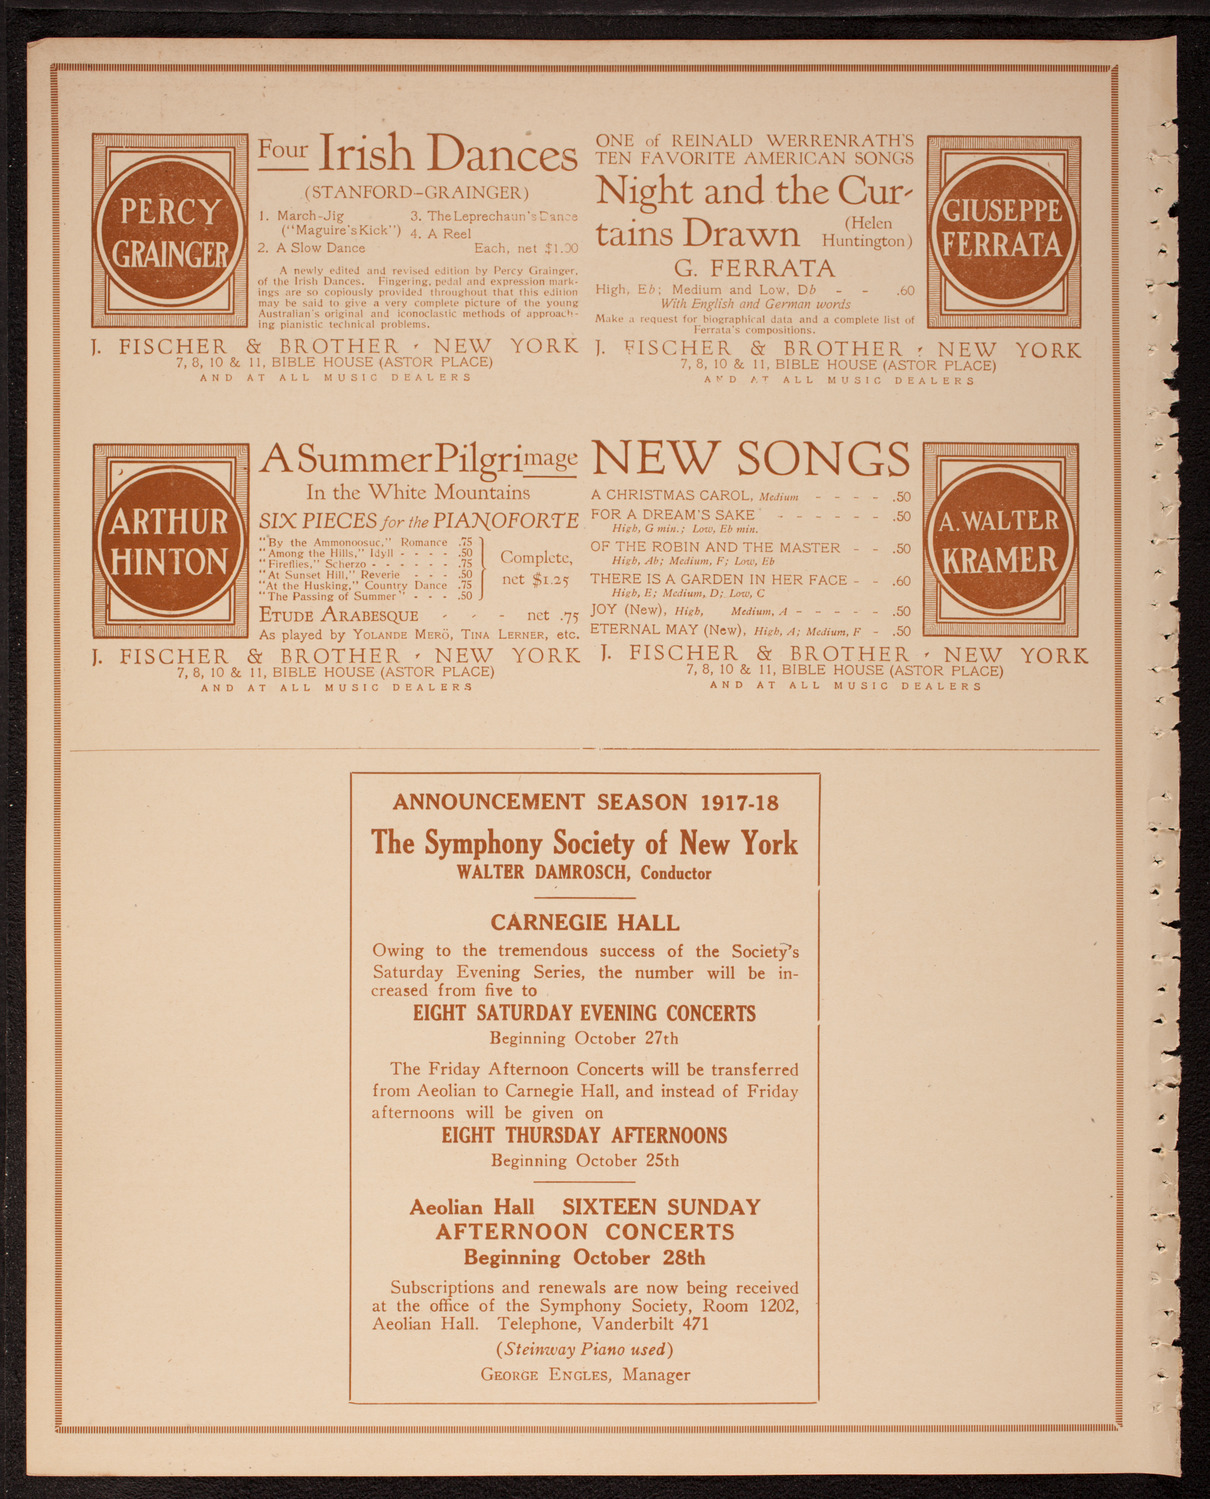 PERCY
GRAINGER
Four Irish Dances
(STANFORD-GRAINGER)
1. March-Jig
("Maguire's Kick")
2. A Slow Dance
3. The Leprechaun's Dance
4. A Reel
Each, net $1.00
A newly edited and revised edition by Percy Grainger,
of the Irish Dances. Fingering, pedal and expression mark-
ings are so copiously provided throughout that this edition
may be said to give a very complete picture of the young
Australian's original and iconoclastic methods of approach-
ing pianistic technical problems.
J. FISCHER & BROTHER - NEW YORK
7, 8, 10 & 11, BIBLE HOUSE (ASTOR PLACE)
AND AT ALL MUSIC DEALERS
ONE of REINALD WERRENRATH'S
TEN FAVORITE AMERICAN SONGS
Night and the Cur-
tains Drawn (Helen Huntington)
G. FERRATA
High, Eb; Medium and Low, Db - - .60
With English and German words
Make a request for biographical data and a complete list of
Ferrata's compositions.
GIUSEPPE
FERRATA
J. FISCHER & BROTHER - NEW YORK
7, 8, 10 & 11, BIBLE HOUSE (ASTOR PLACE)
AND AT ALL MUSIC DEALERS
ARTHUR
HINTON
A Summer Pilgrimage
In the White Mountains
SIX PIECES for the PIANOFORTE
"By the Ammonoosuc," Romance .75
"Among the Hills," Idyll - - - - .50
"Fireflies," Scherzo - - - - - - .75
"At Sunset Hill," Reverie - - - .50
"At the Husking," Country Dance .75
"The Passing of Summer" - - - .50
Complete,
net $1.25
ETUDE ARABESQUE - - - net .75
As played by YOLANDE MERÖ, TINA LERNER, etc.
J. FISCHER & BROTHER - NEW YORK
7, 8, 10 & 11, BIBLE HOUSE (ASTOR PLACE)
AND AT ALL MUSIC DEALERS
NEW SONGS
A CHRISTMAS CAROL, Medium - - - - .50
FOR A DREAM'S SAKE - - - - - - .50
High, G min.; Low, Eb min.
OF THE ROBIN AND THE MASTER - - .50
High, Ab; Medium, F; Low, Eb
THERE IS A GARDEN IN HER FACE - - .60
High, E; Medium, D; Low, C
JOY (New), High, Medium, A - - - - - .50
ETERNAL MAY (New), High, A; Medium, F - .50
A. WALTER
KRAMER
J. FISCHER & BROTHER - NEW YORK
7, 8, 10 & 11, BIBLE HOUSE (ASTOR PLACE)
AND AT ALL MUSIC DEALERS
ANNOUNCEMENT SEASON 1917-18
The Symphony Society of New York
WALTER DAMROSCH, Conductor
CARNEGIE HALL
Owing to the tremendous success of the Society's
Saturday Evening Series, the number will be in-
creased from five to
EIGHT SATURDAY EVENING CONCERTS
Beginning October 27th
The Friday Afternoon Concerts will be transferred
from Aeolian to Carnegie Hall, and instead of Friday
afternoons will be given on
EIGHT THURSDAY AFTERNOONS
Beginning October 25th
Aeolian Hall SIXTEEN SUNDAY
AFTERNOON CONCERTS
Beginning October 28th
Subscriptions and renewals are now being received
at the office of the Symphony Society, Room 1202,
Aeolian Hall. Telephone, Vanderbilt 471
(Steinway Piano used)
GEORGE ENGLES, Manager